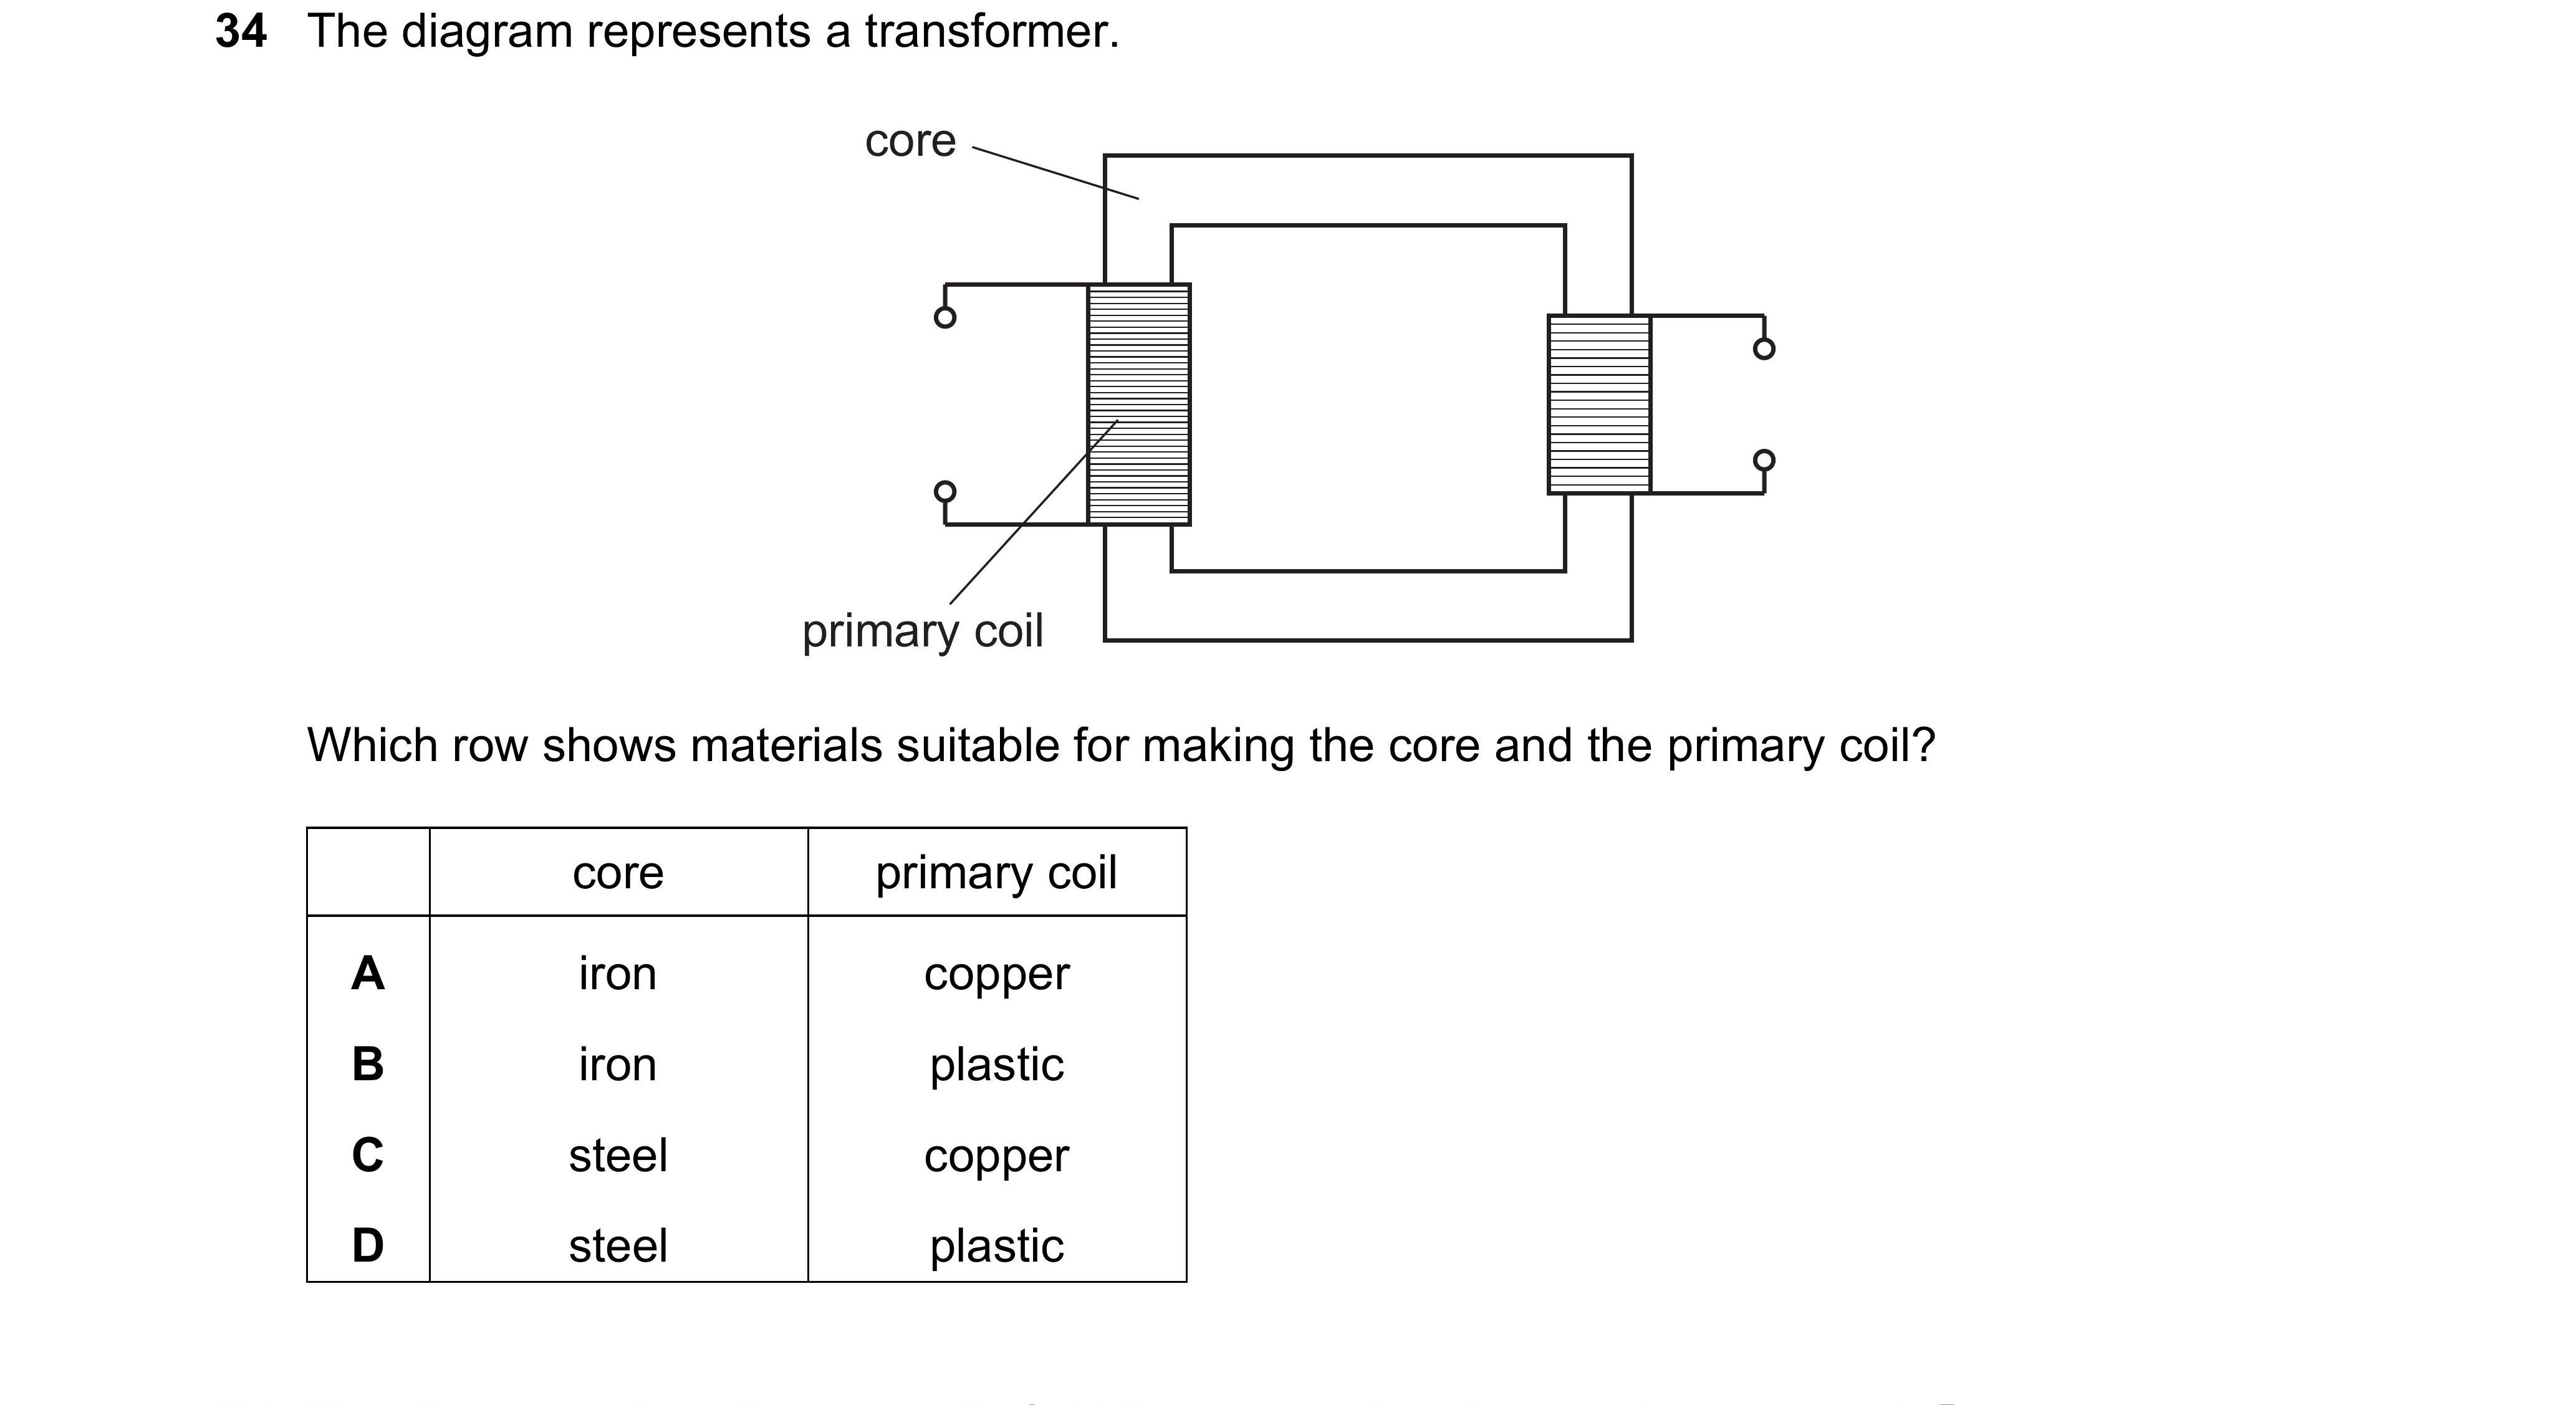 34 The diagram represents a transformer.
core
primary coil
Which row shows materials suitable for making the core and the primary coil?
core primary coil
A iron copper
B iron plastic
C steel copper
D steel plastic